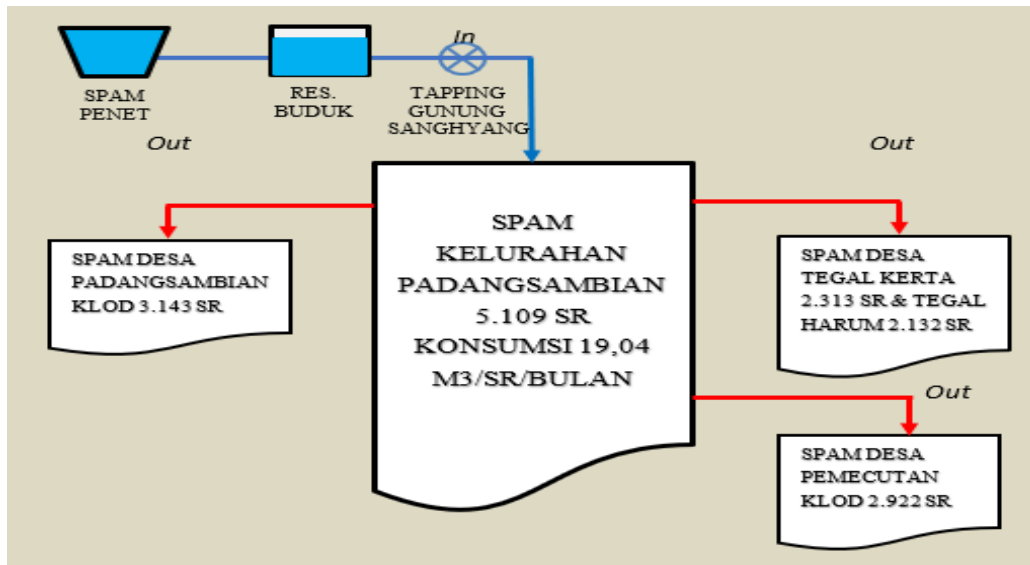 In
SPAM
PENET
RES.
BUDUK
TAPPING
GUNUNG
SANGHYANG
Out
Out
SPAM
KELURAHAN
PADANGSAMBIAN
5.109 SR
KONSUMSI 19,04
M3/SR/BULAN
SPAM DESA
PADANGSAMBIAN
KLOD 3.143 SR
SPAM DESA
TEGAL KERTA
2.313 SR & TEGAL
HARUM 2.132 SR
Out
SPAM DESA
PEMECUTAN
KLOD 2.922 SR